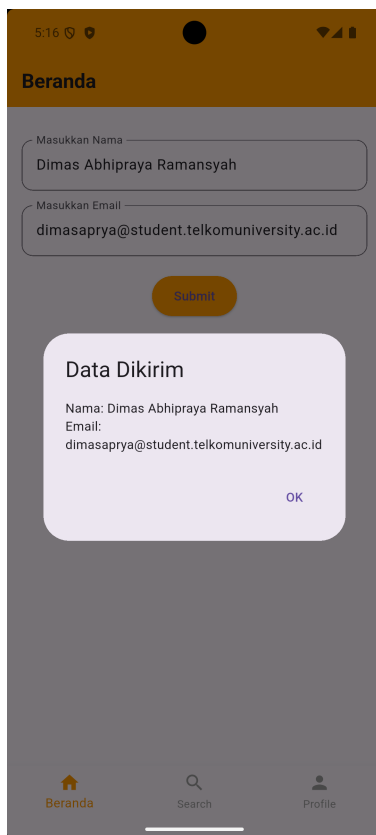 5:16
Beranda
Masukkan Nama
Dimas Abhipraya Ramansyah
Masukkan Email
dimasaprya@student.telkomuniversity.ac.id
Submit
Data Dikirim
Nama: Dimas Abhipraya Ramansyah
Email:
dimasaprya@student.telkomuniversity.ac.id
OK
Beranda
Search
Profile